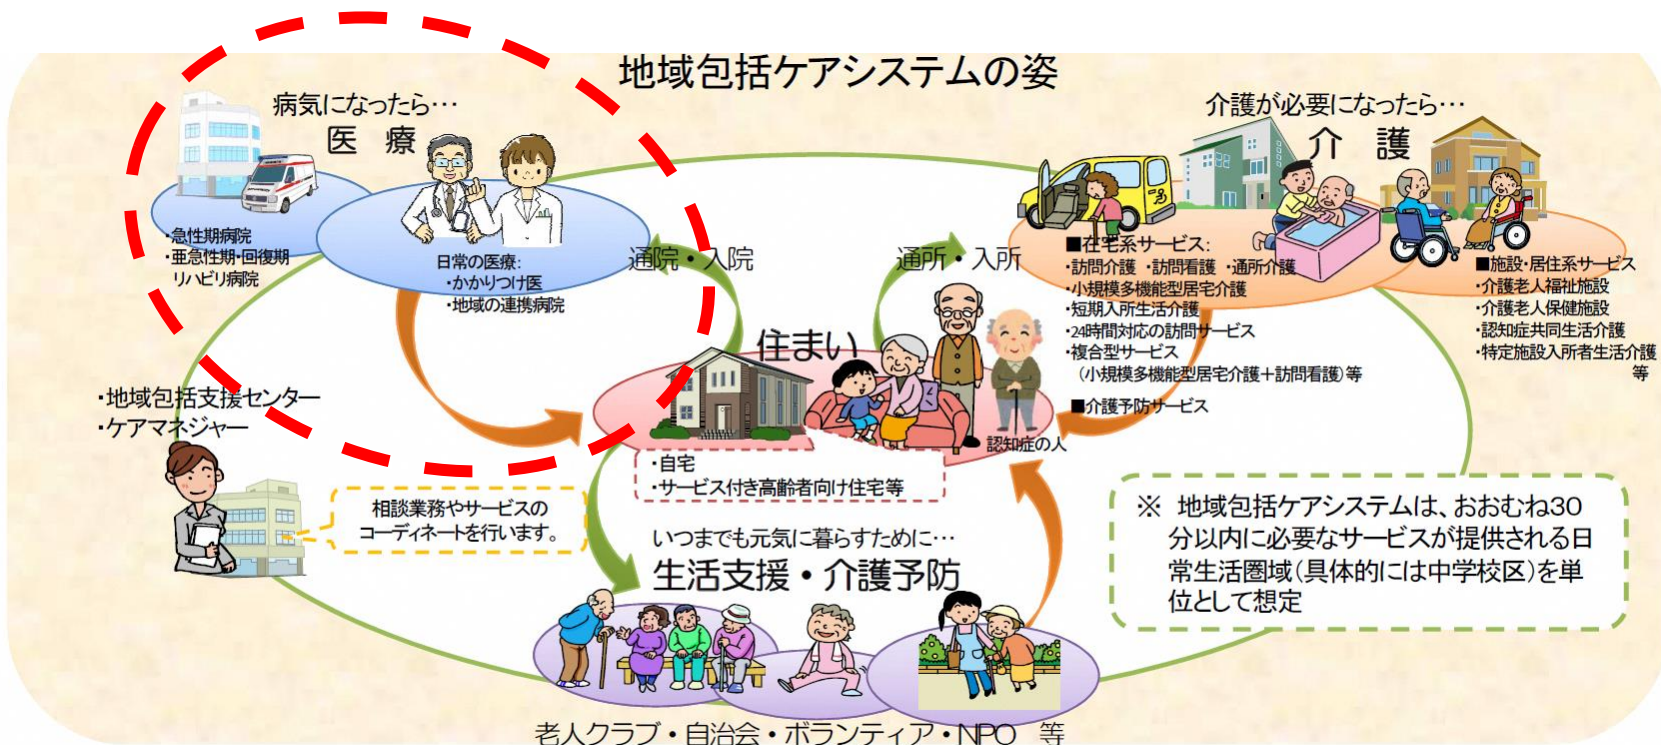 地域包括ケアシステムの姿
病気になったら…
医 療
・急性期病院
・亜急性期・回復期
リハビリ病院
日常の医療:
・かかりつけ医
・地域の連携病院
通院・入院
通所・入所
介護が必要になったら…
介 護
■在宅系サービス:
・訪問介護 ・訪問看護 ・通所介護
・小規模多機能型居宅介護
・短期入所生活介護
・24時間対応の訪問サービス
・複合型サービス
(小規模多機能型居宅介護+訪問看護)等
■介護予防サービス
■施設・居住系サービス
・介護老人福祉施設
・介護老人保健施設
・認知症共同生活介護
・特定施設入所者生活介護
等
住まい
認知症の人
・自宅
・サービス付き高齢者向け住宅等
・地域包括支援センター
・ケアマネジャー
相談業務やサービスの
コーディネートを行います。
いつまでも元気に暮らすために…
生活支援・介護予防
老人クラブ・自治会・ボランティア・NPO 等
※ 地域包括ケアシステムは、おおむね30
分以内に必要なサービスが提供される日
常生活圏域(具体的には中学校区)を単
位として想定